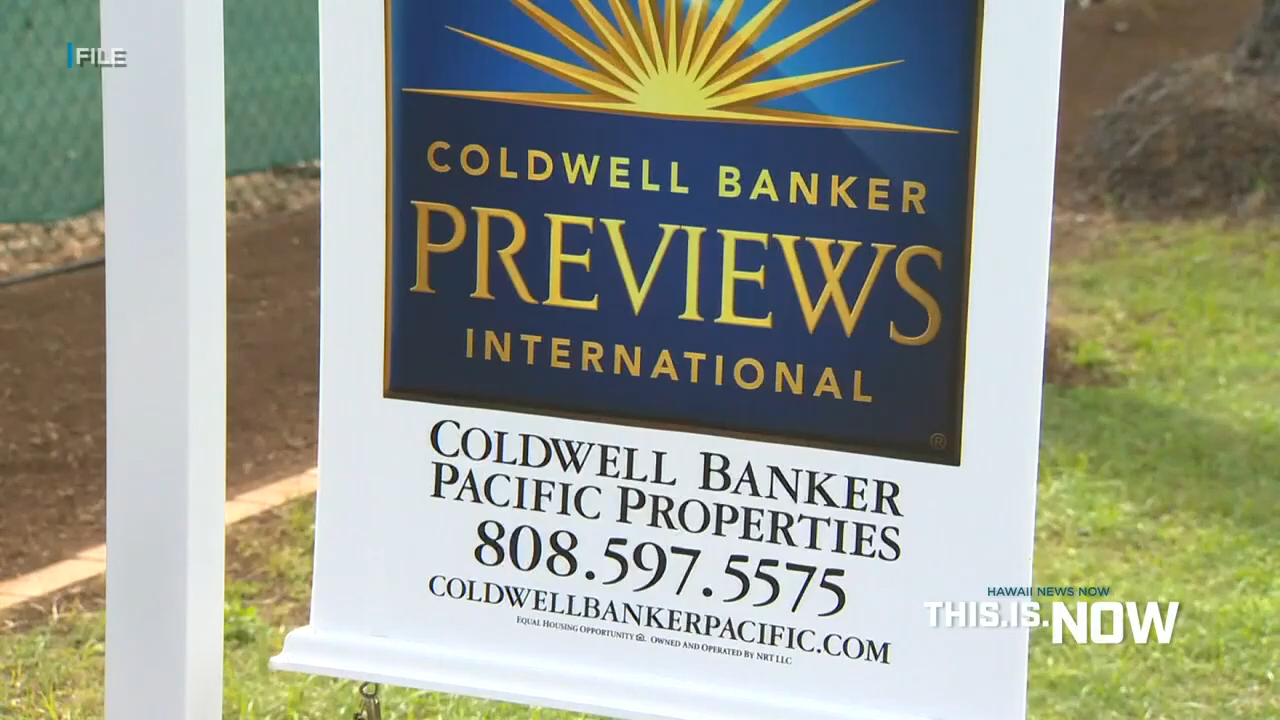 FILE
COLDWELL BANKER
PREVIEWS
INTERNATIONAL
®
COLDWELL BANKER
PACIFIC PROPERTIES
808.597.5575
COLDWELLBANKERPACIFIC.COM
EQUAL HOUSING OPPORTUNITY OWNED AND OPERATED BY NRT LLC
HAWAII NEWS NOW
THIS.IS.NOW